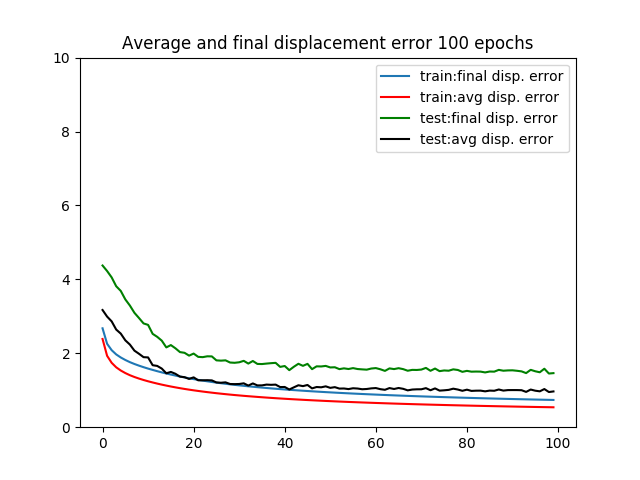 Average and final displacement error 100 epochs
train:final disp. error
train:avg disp. error
test:final disp. error
test:avg disp. error
10
8
6
4
2
0
0 20 40 60 80 100